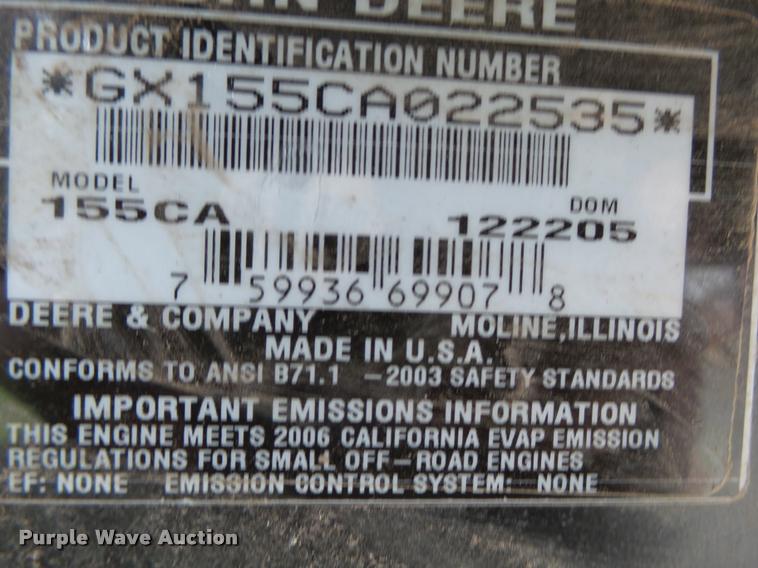 DEERE
PRODUCT IDENTIFICATION NUMBER
*GX155CA022535*
MODEL DOM
155CA 122205
7 59936 69907 8
DEERE & COMPANY MOLINE, ILLINOIS
MADE IN U.S.A.
CONFORMS TO ANSI B71.1 -2003 SAFETY STANDARDS
IMPORTANT EMISSIONS INFORMATION
THIS ENGINE MEETS 2006 CALIFORNIA EVAP EMISSION
REGULATIONS FOR SMALL OFF-ROAD ENGINES
EF: NONE EMISSION CONTROL SYSTEM: NONE
Purple Wave Auction